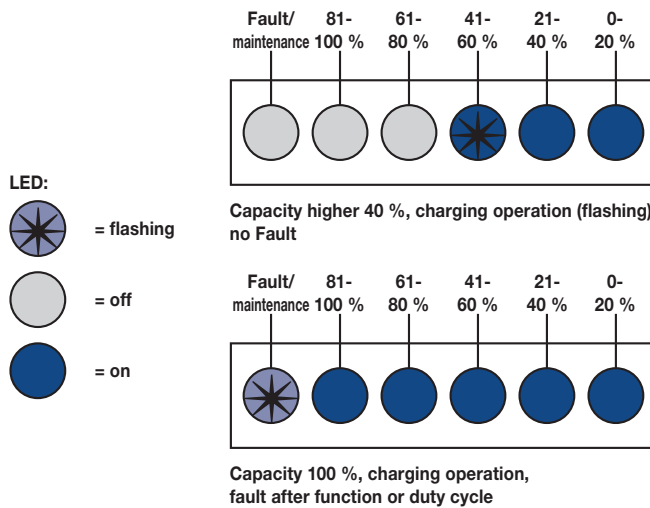 Fault/ 81- 61- 41- 21- 0-
maintenance 100 % 80 % 60 % 40 % 20 %
LED:
= flashing
= off
= on
Capacity higher 40 %, charging operation (flashing)
no Fault
Fault/ 81- 61- 41- 21- 0-
maintenance 100 % 80 % 60 % 40 % 20 %
Capacity 100 %, charging operation,
fault after function or duty cycle